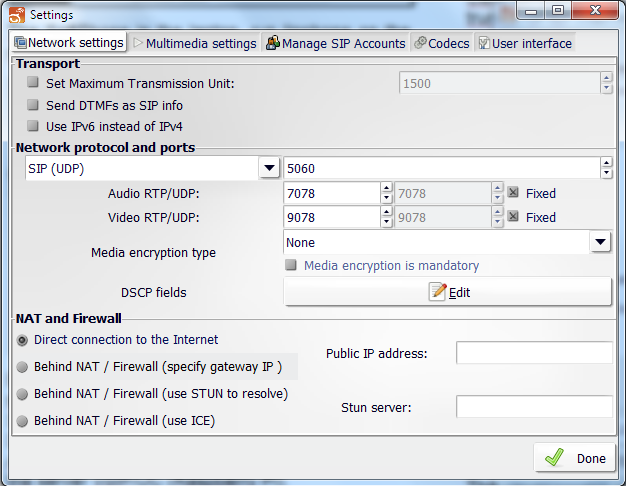 Settings
Network settings Multimedia settings Manage SIP Accounts Codecs User interface
Transport
Set Maximum Transmission Unit: 1500
Send DTMFs as SIP info
Use IPv6 instead of IPv4
Network protocol and ports
SIP (UDP) 5060
Audio RTP/UDP: 7078 7078 Fixed
Video RTP/UDP: 9078 9078 Fixed
Media encryption type None
Media encryption is mandatory
DSCP fields Edit
NAT and Firewall
Direct connection to the Internet
Behind NAT / Firewall (specify gateway IP ) Public IP address:
Behind NAT / Firewall (use STUN to resolve)
Stun server:
Behind NAT / Firewall (use ICE)
Done